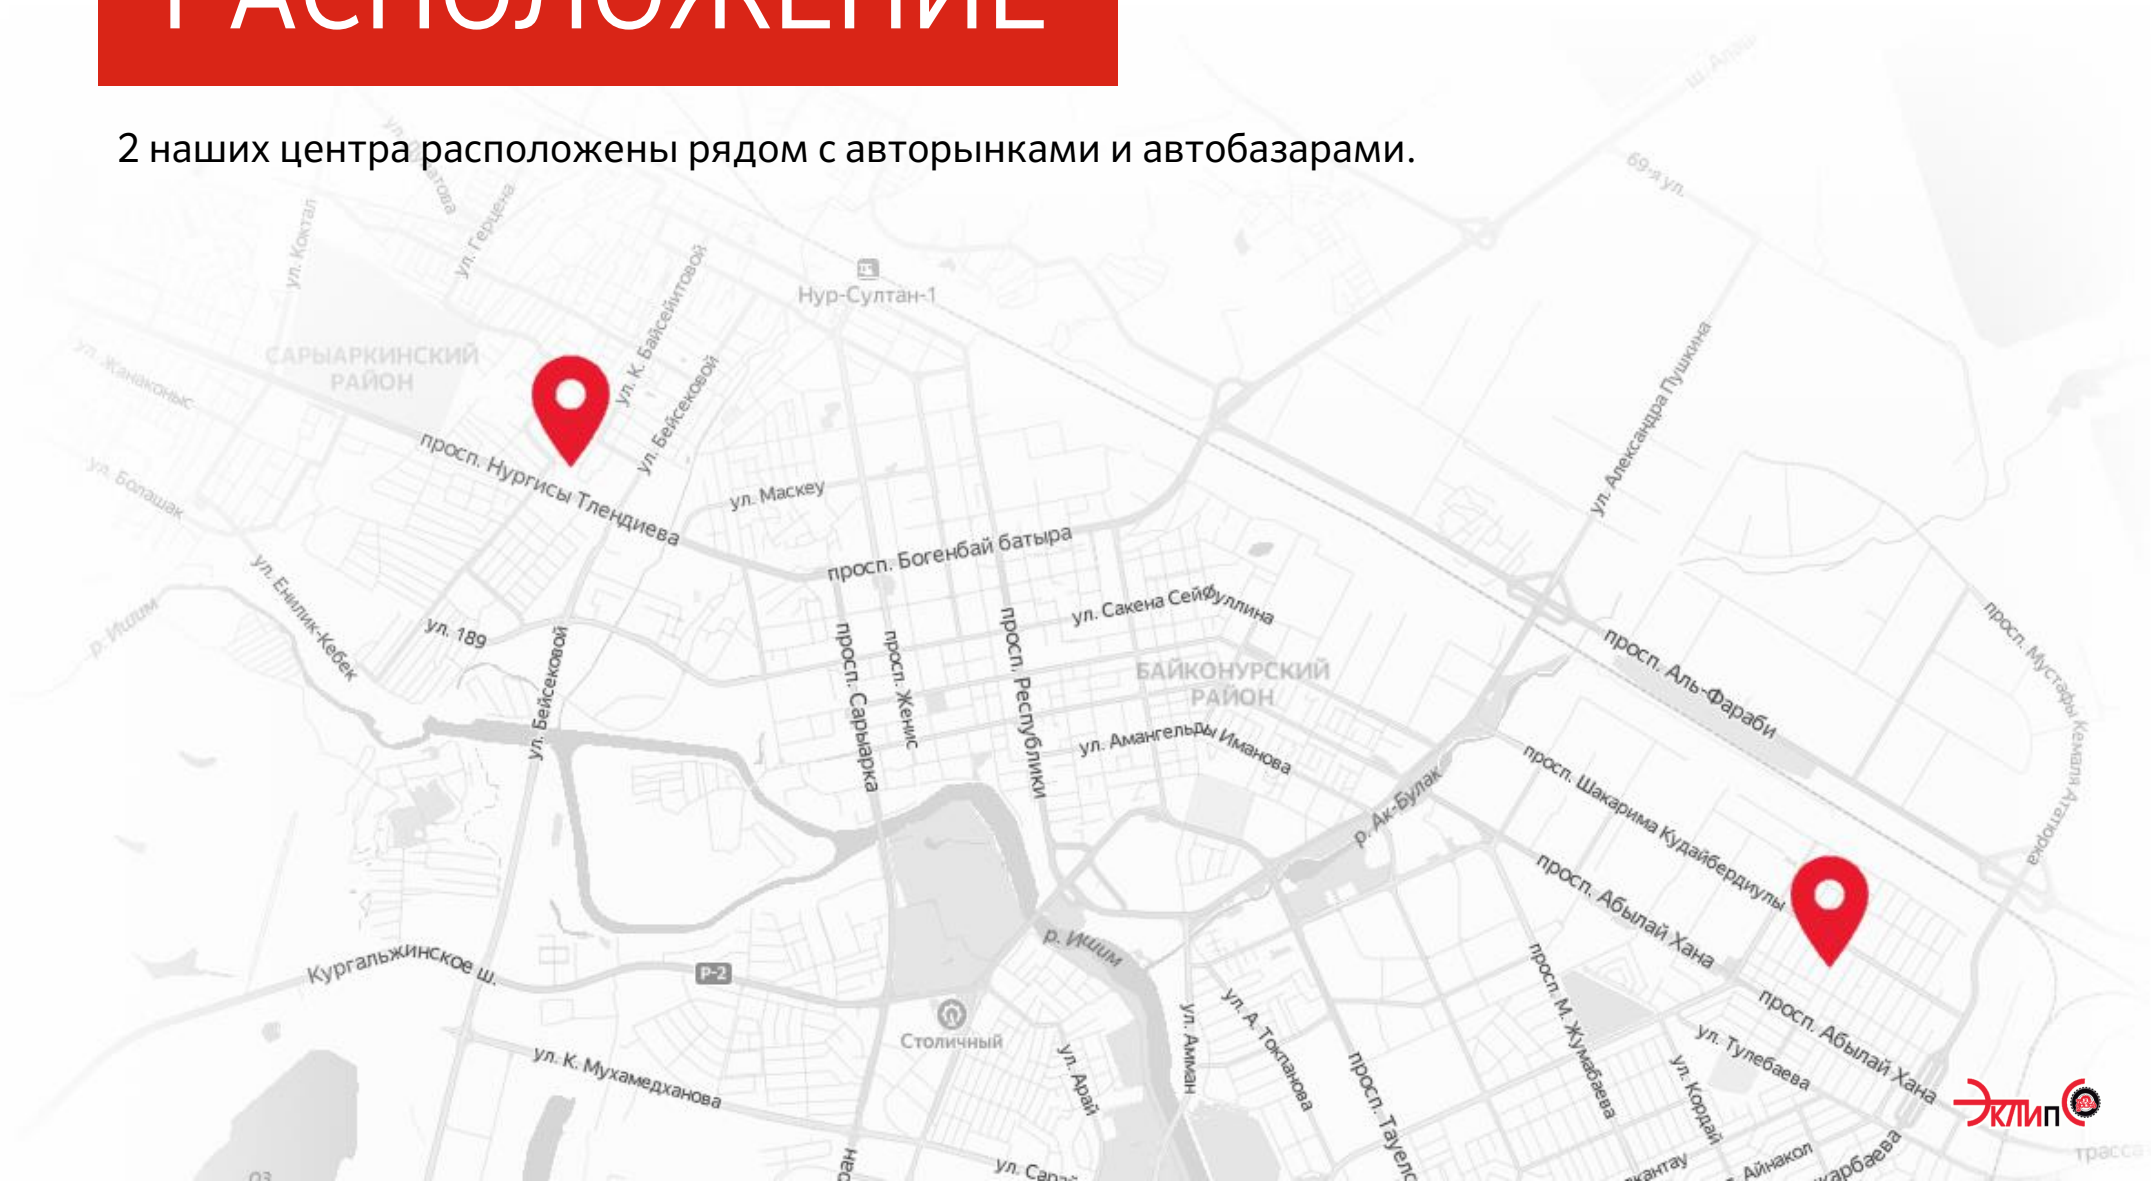 РАСПОЛОЖЕНИЕ
2 наших центра расположены рядом с авторынками и автобазарами.
ш. Алаш
69-я ул.
ул. Коктал
ул. Герцена
ул. К. Байсейитовой
Нур-Султан-1
ул. Александра Пушкина
ул. Жанаконыс
САРЫАРКИНСКИЙ
РАЙОН
ул. Бейсековой
просп. Нургисы Тлендиева
ул. Болашак
ул. Маскеу
просп. Богенбай батыра
ул. Енилик-Кебек
р. Ишим
ул. 189
ул. Бейсековой
просп. Сарыарка
просп. Женис
просп. Республики
ул. Сакена Сейфуллина
БАЙКОНУРСКИЙ
РАЙОН
ул. Амангельды Иманова
просп. Аль-Фараби
просп. Мустафы Кемаля Ататюрка
р. Ак-Булак
просп. Шакарима Кудайбердиулы
просп. Абылай Хана
Кургальжинское ш.
Р-2
р. Ишим
Столичный
ул. К. Мухамедханова
ул. Арай
ул. Амман
ул. А. Токпанова
просп. М. Жумабаева
просп. Абылай Хана
ул. Тулебаева
ул. Кордай
Эклипс
трасса
Айнакол